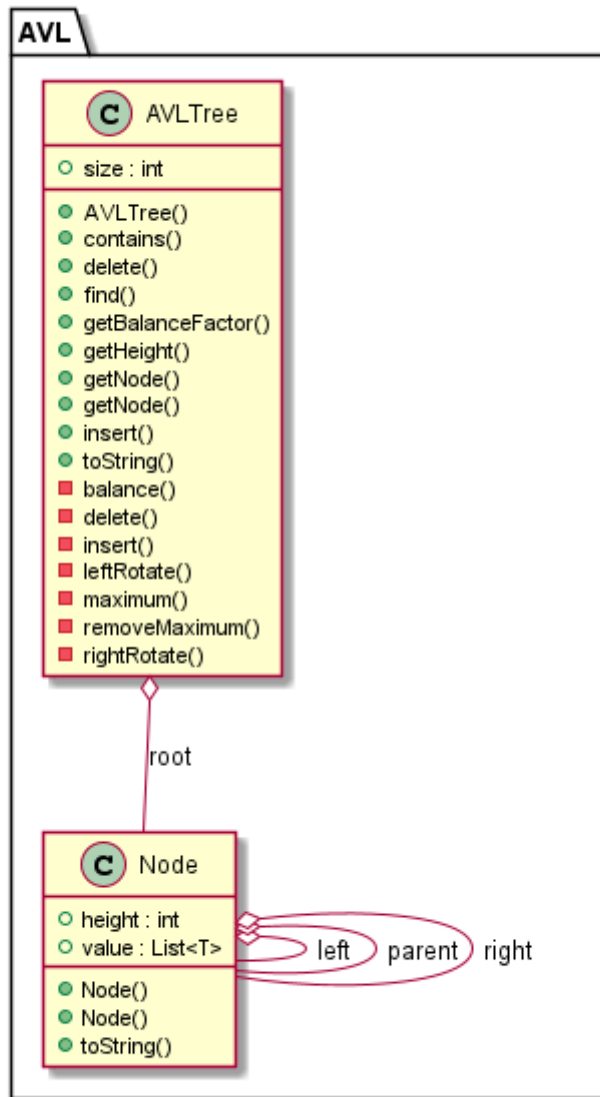 AVL
C AVLTree
size : int
AVLTree()
contains()
delete()
find()
getBalanceFactor()
getHeight()
getNode()
getNode()
insert()
toString()
balance()
delete()
insert()
leftRotate()
maximum()
removeMaximum()
rightRotate()
root
C Node
height : int
value : List<T>
left parent right
Node()
Node()
toString()